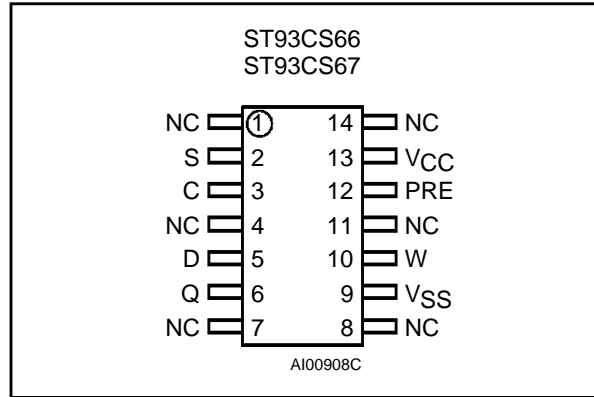 ST93CS66
ST93CS67
NC 1 14 NC
S 2 13 VCC
C 3 12 PRE
NC 4 11 NC
D 5 10 W
Q 6 9 VSS
NC 7 8 NC
AI00908C